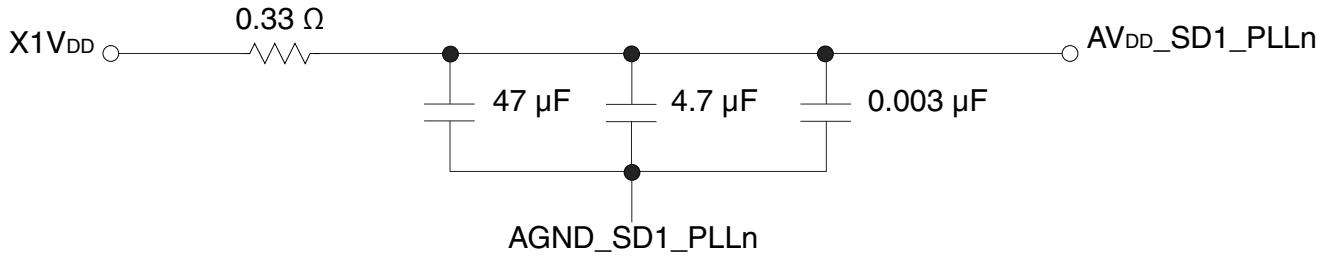 0.33 Ω
X1VDD
AVDD_SD1_PLLn
47 µF
4.7 µF
0.003 µF
AGND_SD1_PLLn